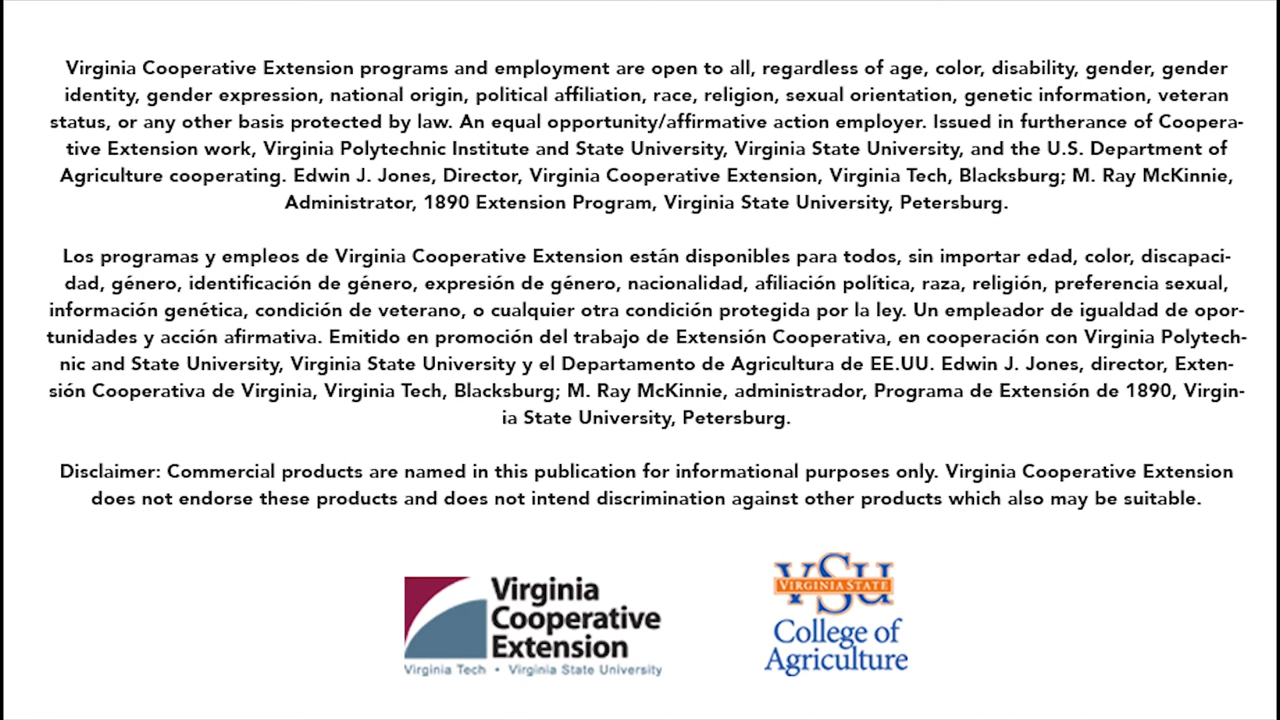 Virginia Cooperative Extension programs and employment are open to all, regardless of age, color, disability, gender, gender
identity, gender expression, national origin, political affiliation, race, religion, sexual orientation, genetic information, veteran
status, or any other basis protected by law. An equal opportunity/affirmative action employer. Issued in furtherance of Coopera-
tive Extension work, Virginia Polytechnic Institute and State University, Virginia State University, and the U.S. Department of
Agriculture cooperating. Edwin J. Jones, Director, Virginia Cooperative Extension, Virginia Tech, Blacksburg; M. Ray McKinnie,
Administrator, 1890 Extension Program, Virginia State University, Petersburg.
Los programas y empleos de Virginia Cooperative Extension están disponibles para todos, sin importar edad, color, discapaci-
dad, género, identificación de género, expresión de género, nacionalidad, afiliación política, raza, religión, preferencia sexual,
información genética, condición de veterano, o cualquier otra condición protegida por la ley. Un empleador de igualdad de opor-
tunidades y acción afirmativa. Emitido en promoción del trabajo de Extensión Cooperativa, en cooperación con Virginia Polytech-
nic and State University, Virginia State University y el Departamento de Agricultura de EE.UU. Edwin J. Jones, director, Exten-
sión Cooperativa de Virginia, Virginia Tech, Blacksburg; M. Ray McKinnie, administrador, Programa de Extensión de 1890, Virgin-
ia State University, Petersburg.
Disclaimer: Commercial products are named in this publication for informational purposes only. Virginia Cooperative Extension
does not endorse these products and does not intend discrimination against other products which also may be suitable.
Virginia
Cooperative
Extension
Virginia Tech • Virginia State University
VSU
VIRGINIA STATE
College of
Agriculture